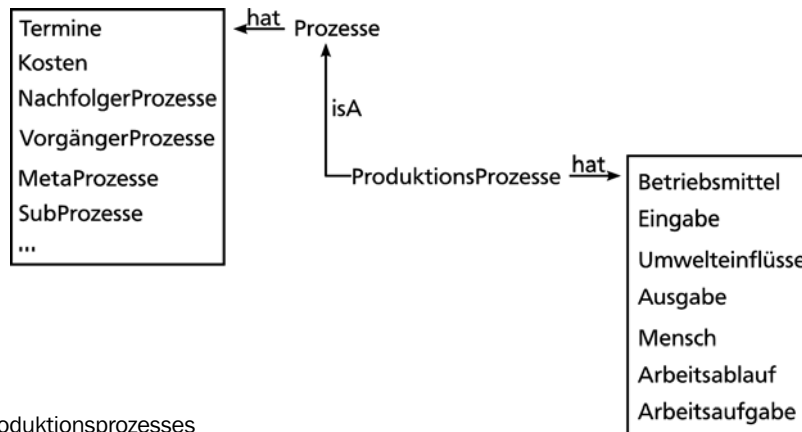 Termine
Kosten
NachfolgerProzesse
VorgängerProzesse
MetaProzesse
SubProzesse
...
hat
Prozesse
isA
ProduktionsProzesse
hat
Betriebsmittel
Eingabe
Umwelteinflüsse
Ausgabe
Mensch
Arbeitsablauf
Arbeitsaufgabe
oduktionsprozesses